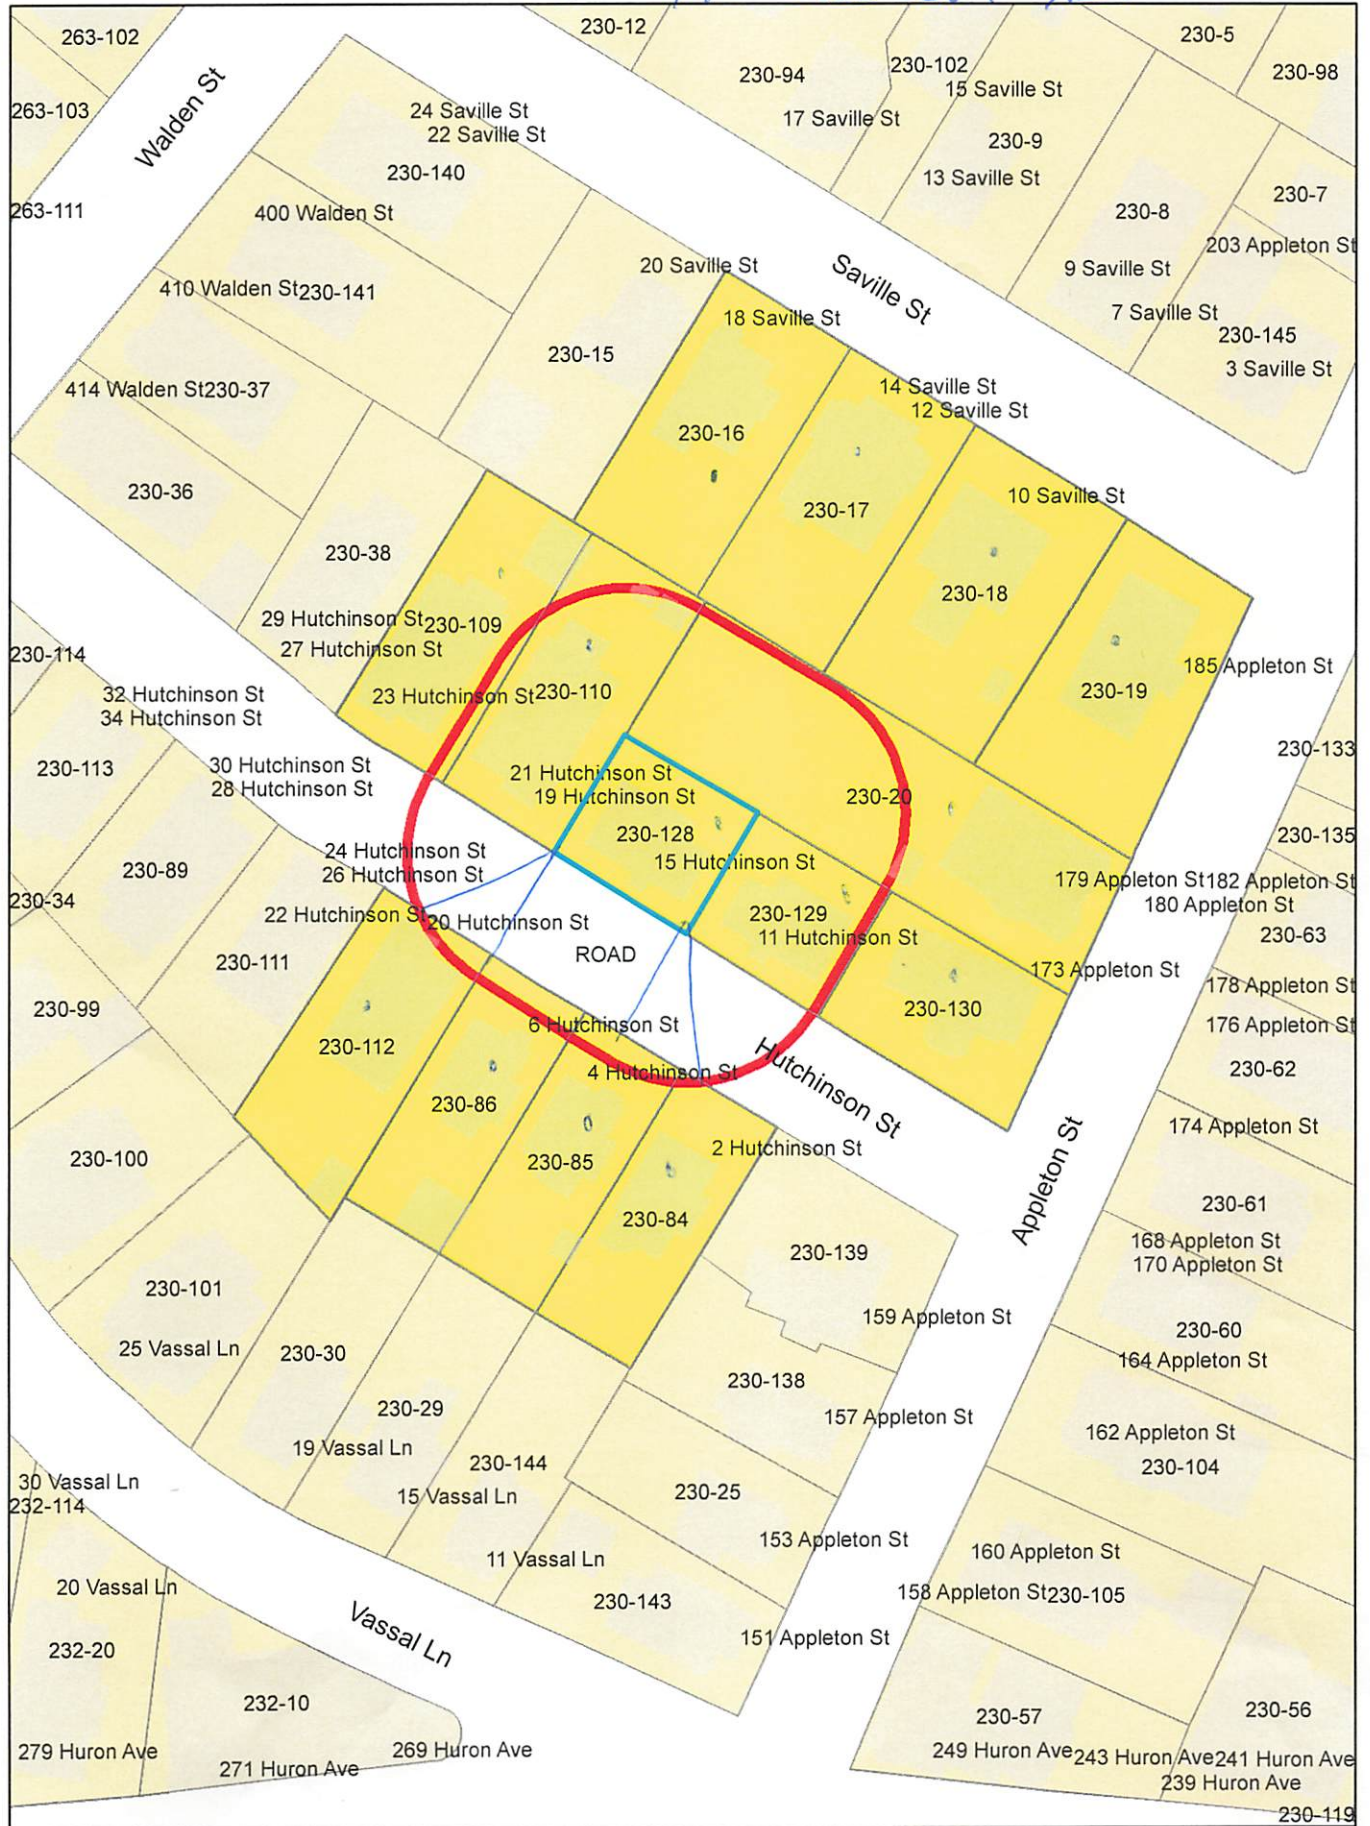 263-102
230-12
230-5
230-94
230-102
230-98
15 Saville St
263-103
Walden St
24 Saville St
22 Saville St
17 Saville St
230-9
230-140
13 Saville St
263-111
400 Walden St
230-8
230-7
203 Appleton St
20 Saville St
Saville St
9 Saville St
410 Walden St 230-141
18 Saville St
7 Saville St
230-145
230-15
3 Saville St
414 Walden St 230-37
14 Saville St
12 Saville St
230-16
230-36
10 Saville St
230-17
230-38
230-18
29 Hutchinson St 230-109
27 Hutchinson St
230-114
185 Appleton St
32 Hutchinson St
34 Hutchinson St
23 Hutchinson St 230-110
230-19
230-133
230-113
30 Hutchinson St
28 Hutchinson St
21 Hutchinson St
19 Hutchinson St
230-20
230-128
230-135
24 Hutchinson St
26 Hutchinson St
15 Hutchinson St
230-89
179 Appleton St 182 Appleton St
180 Appleton St
230-34
22 Hutchinson St
20 Hutchinson St
230-129
11 Hutchinson St
230-63
ROAD
230-111
173 Appleton St
178 Appleton St
230-99
230-130
6 Hutchinson St
176 Appleton St
230-112
Hutchinson St
4 Hutchinson St
230-62
230-86
174 Appleton St
230-100
230-85
2 Hutchinson St
Appleton St
230-84
230-61
230-139
168 Appleton St
170 Appleton St
230-101
159 Appleton St
25 Vassal Ln
230-30
230-60
164 Appleton St
230-138
230-29
157 Appleton St
162 Appleton St
19 Vassal Ln
230-144
230-104
30 Vassal Ln
232-114
15 Vassal Ln
230-25
153 Appleton St
11 Vassal Ln
160 Appleton St
20 Vassal Ln
230-143
158 Appleton St 230-105
Vassal Ln
151 Appleton St
232-20
232-10
230-57
230-56
279 Huron Ave
269 Huron Ave
271 Huron Ave
249 Huron Ave 243 Huron Ave 241 Huron Ave
239 Huron Ave
230-119